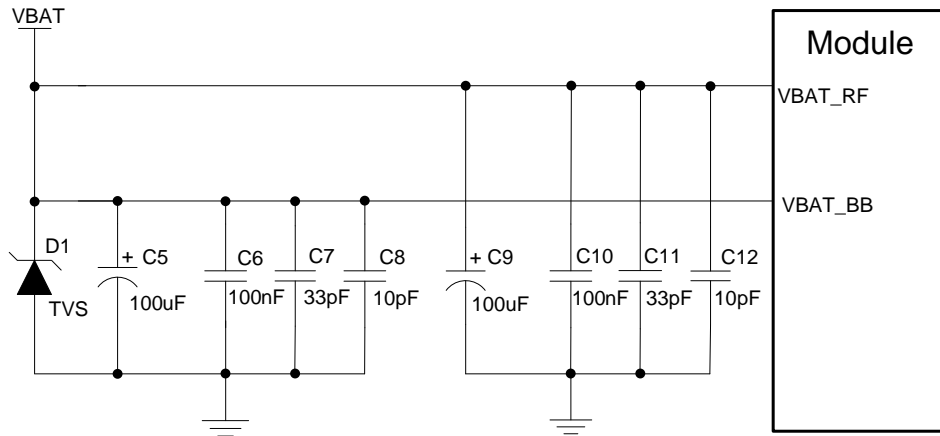 VBAT
Module
VBAT_RF
VBAT_BB
D1
TVS
+ C5
100uF
C6
100nF
C7
33pF
C8
10pF
+ C9
100uF
C10
100nF
C11
33pF
C12
10pF